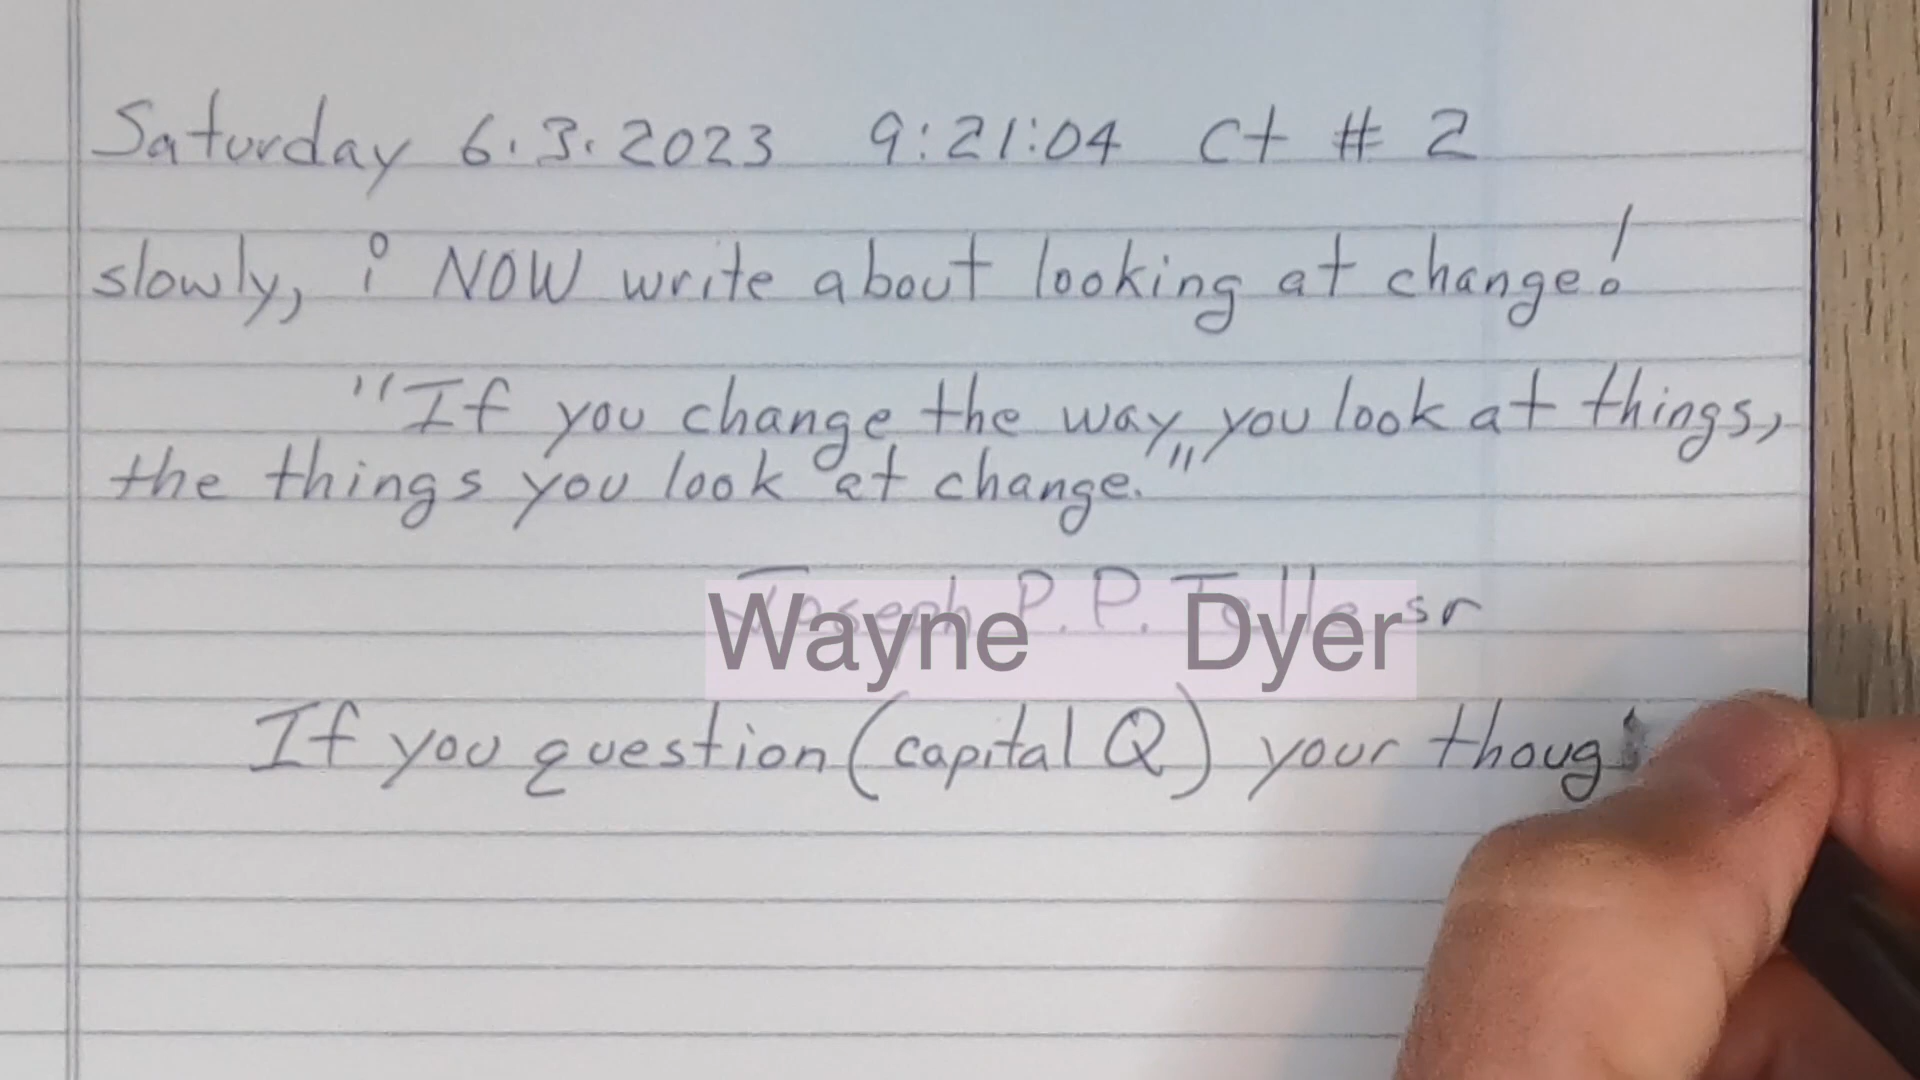 Saturday 6.3.2023 9:21:04 Ct # 2
slowly, i NOW write about looking at change!
"If you change the way you look at things,
the things you look at change."
Joseph P. P. sr
Wayne Dyer
If you question (capital Q) your thoug